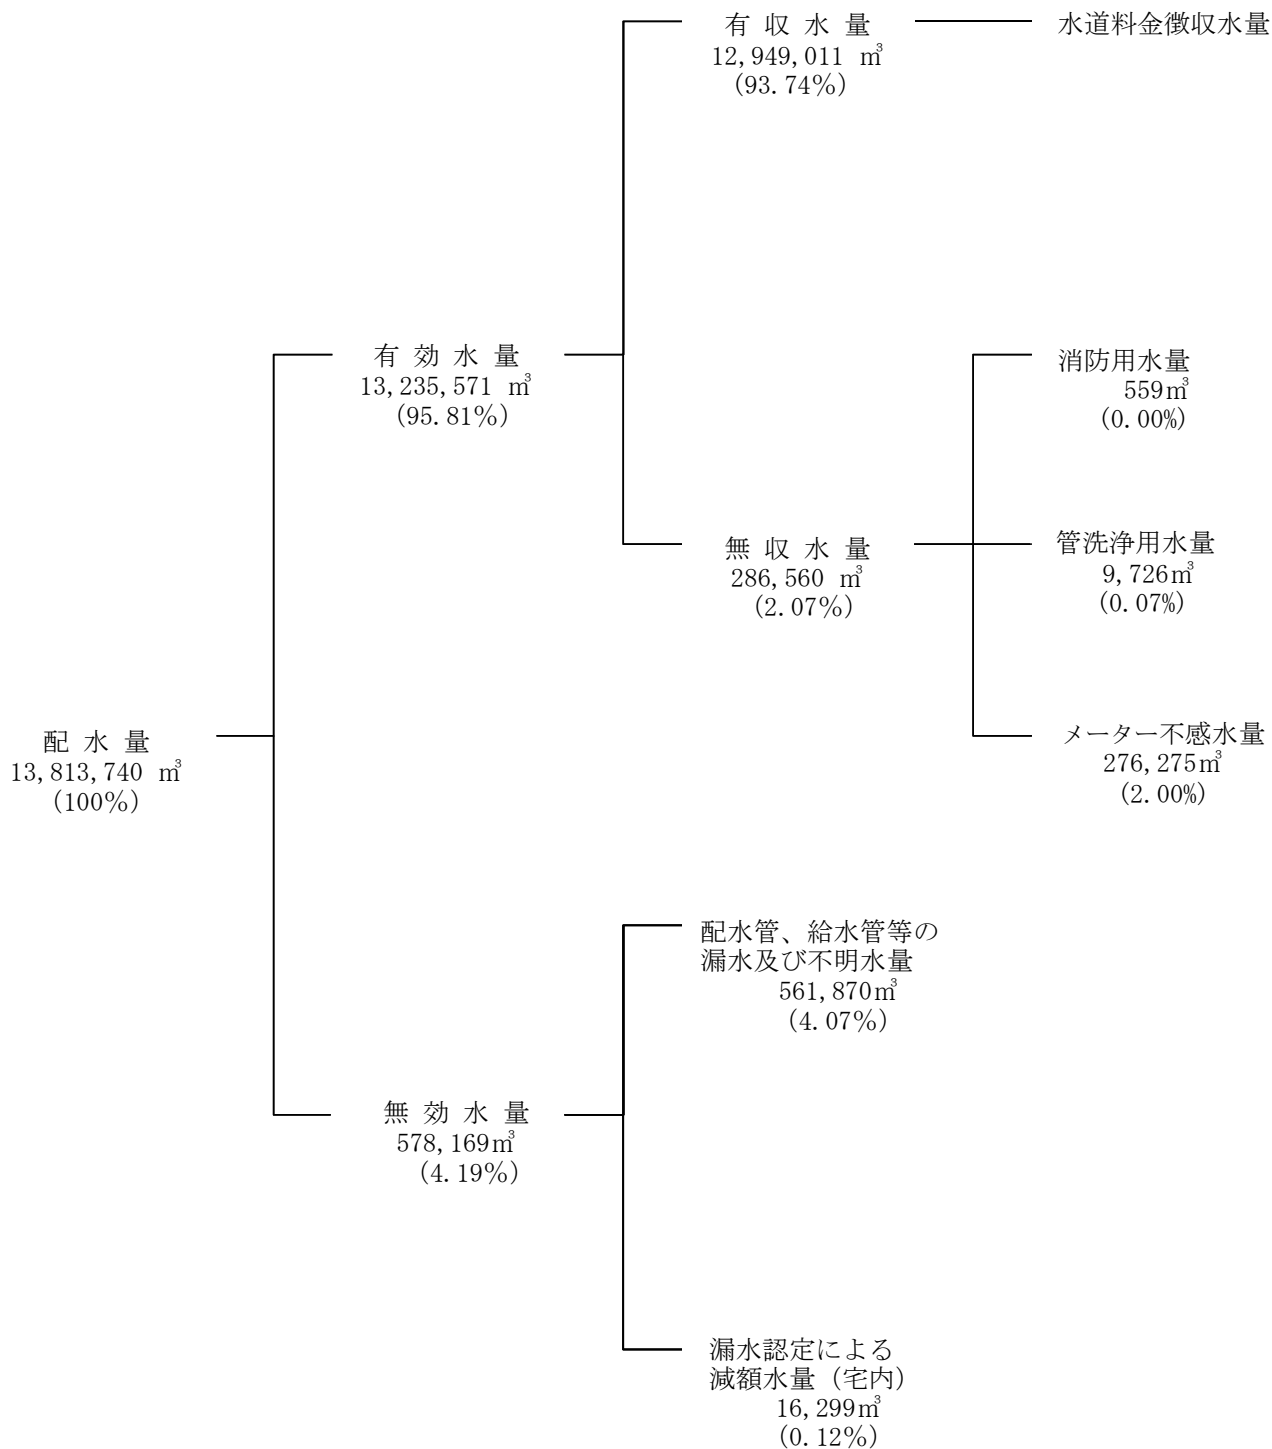 有 収 水 量
12,949,011 ㎥
(93.74%)
水道料金徴収水量
有 効 水 量
13,235,571 ㎥
(95.81%)
消防用水量
559㎥
(0.00%)
無 収 水 量
286,560 ㎥
(2.07%)
管洗浄用水量
9,726㎥
(0.07%)
配 水 量
13,813,740 ㎥
(100%)
メーター不感水量
276,275㎥
(2.00%)
配水管、給水管等の
漏水及び不明水量
561,870㎥
(4.07%)
無 効 水 量
578,169㎥
(4.19%)
漏水認定による
減額水量（宅内）
16,299㎥
(0.12%)